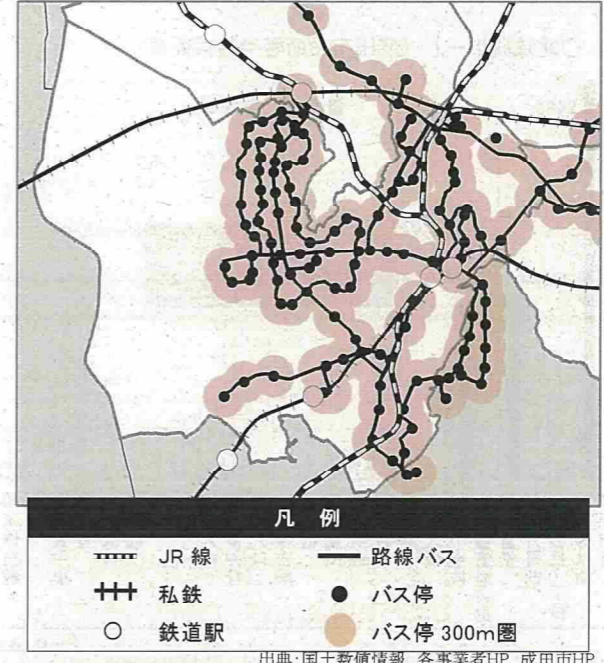 凡 例
JR 線
路線バス
私鉄
バス停
鉄道駅
バス停 300m圏
出典:国土数値情報、各事業者HP、成田市HP